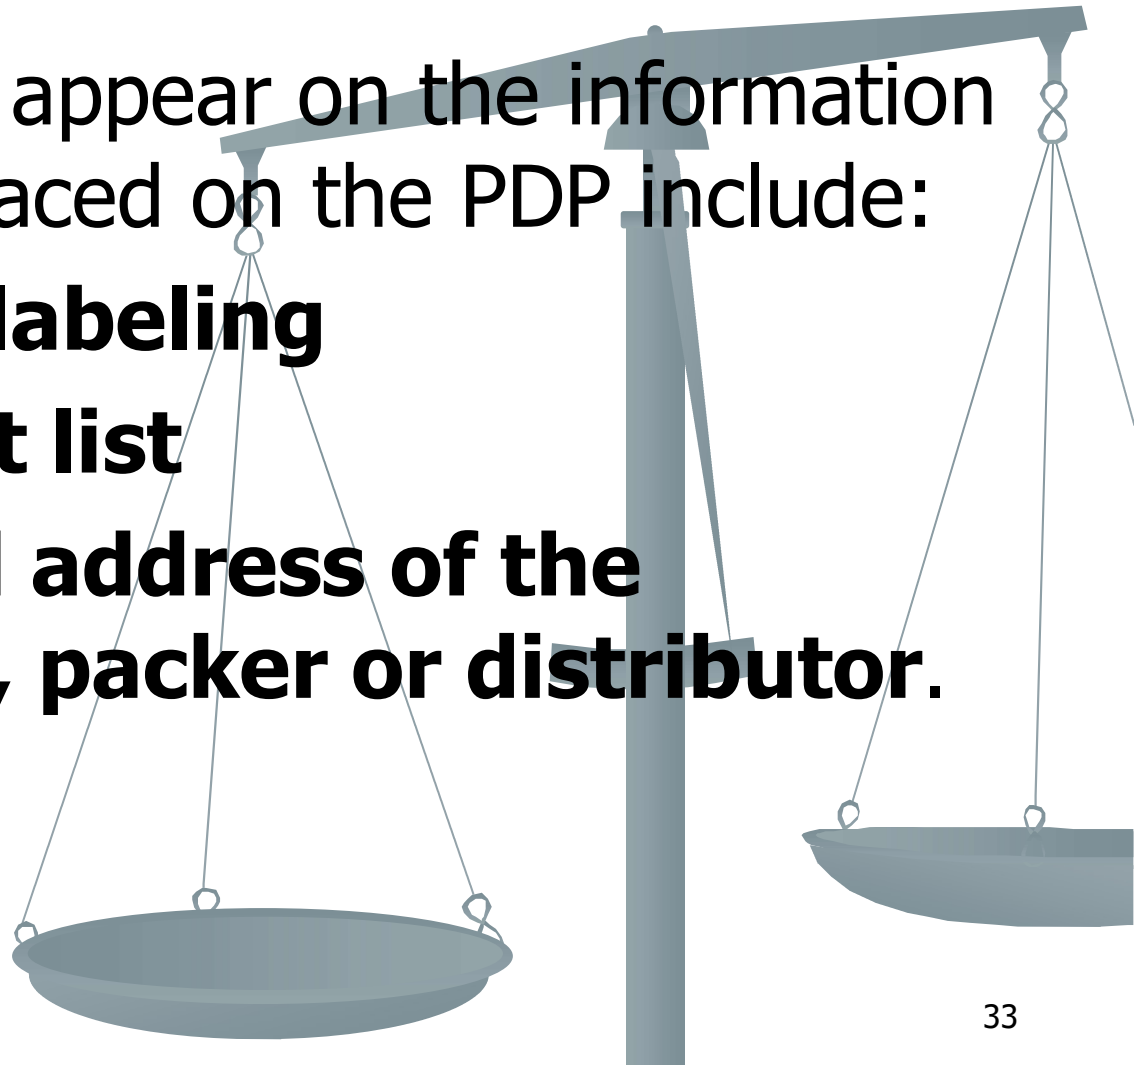 appear on the information
aced on the PDP include:
labeling
t list
address of the
, packer or distributor.
33